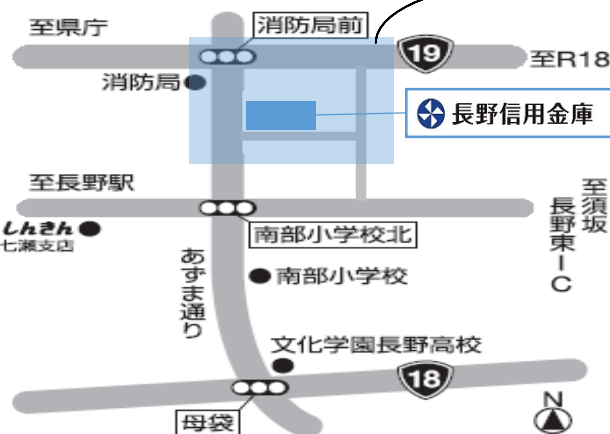 至県庁
消防局前
19
至R18
消防局
長野信用金庫
至長野駅
至須坂
長野東IC
しんきん
七瀬支店
南部小学校北
あずま通り
南部小学校
文化学園長野高校
18
母袋
N